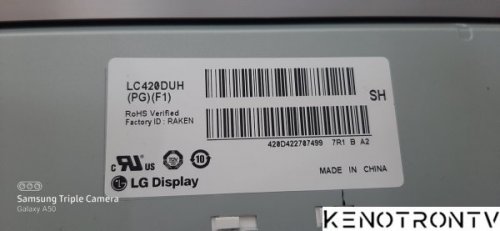 LC420DUH
(PG)(F1)
SH
RoHS Verified
Factory ID : RAKEN
420D422707499 7R1 B A2
c RU US
10
MADE IN CHINA
LG Display
Samsung Triple Camera
Galaxy A50
KENOTRONTV